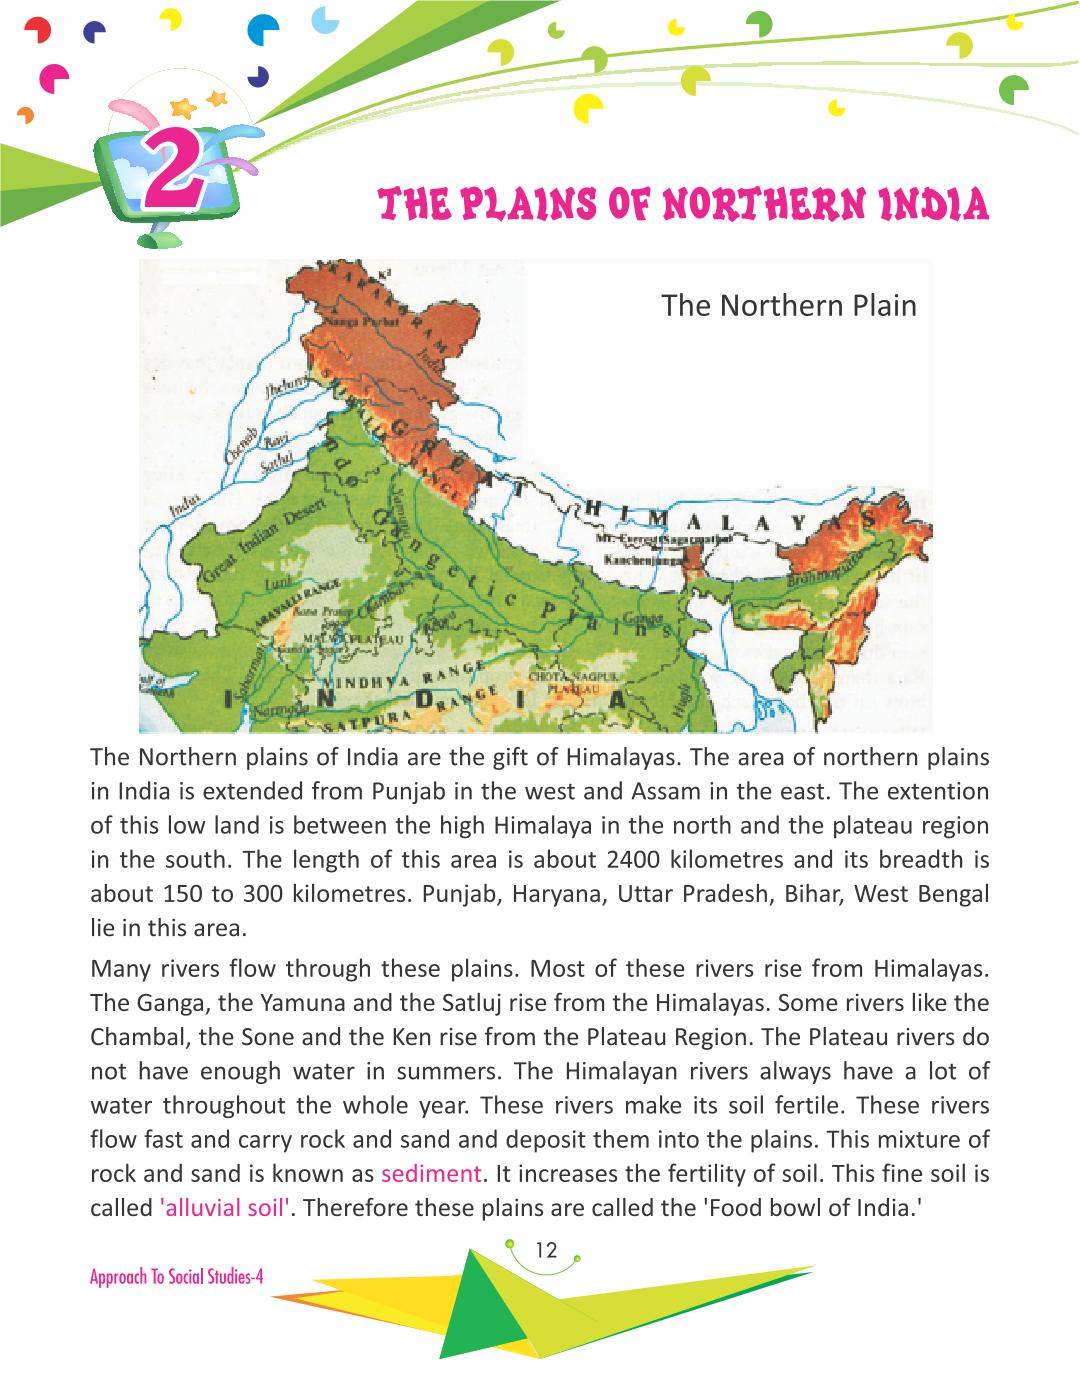 2
THE PLAINS OF NORTHERN INDIA
The Northern Plain
K²
KARAKORAM
Nanga Parbat
Indus
Jhelum
SHIWALIK RANGE
GREAT HIMALAYAS
Chenab
Ravi
Satluj
Indus
Yamuna
Indo Gangetic Plains
Great Indian Desert
Mt. Everest
Kanchenjunga
Brahmaputra
Luni
ARAVALLI RANGE
Rana Pratap Sagar
Chambal
Ganga
MALWA PLATEAU
Gandhi Sagar
Sabarmati
VINDHYA RANGE
CHOTA NAGPUR
PLATEAU
Gulf of
INDIA
Narmada
SATPURA RANGE
Hugli
The Northern plains of India are the gift of Himalayas. The area of northern plains
in India is extended from Punjab in the west and Assam in the east. The extention
of this low land is between the high Himalaya in the north and the plateau region
in the south. The length of this area is about 2400 kilometres and its breadth is
about 150 to 300 kilometres. Punjab, Haryana, Uttar Pradesh, Bihar, West Bengal
lie in this area.
Many rivers flow through these plains. Most of these rivers rise from Himalayas.
The Ganga, the Yamuna and the Satluj rise from the Himalayas. Some rivers like the
Chambal, the Sone and the Ken rise from the Plateau Region. The Plateau rivers do
not have enough water in summers. The Himalayan rivers always have a lot of
water throughout the whole year. These rivers make its soil fertile. These rivers
flow fast and carry rock and sand and deposit them into the plains. This mixture of
rock and sand is known as sediment. It increases the fertility of soil. This fine soil is
called 'alluvial soil'. Therefore these plains are called the 'Food bowl of India.'
12
Approach To Social Studies-4